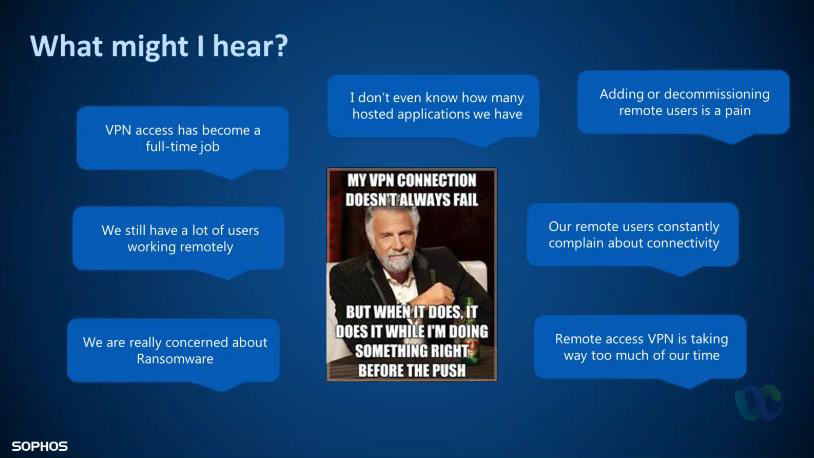 What might I hear?
I don't even know how many
hosted applications we have
Adding or decommissioning
remote users is a pain
VPN access has become a
full-time job
MY VPN CONNECTION
DOESN'T ALWAYS FAIL
We still have a lot of users
working remotely
Our remote users constantly
complain about connectivity
BUT WHEN IT DOES, IT
DOES IT WHILE I'M DOING
SOMETHING RIGHT
BEFORE THE PUSH
We are really concerned about
Ransomware
Remote access VPN is taking
way too much of our time
SOPHOS